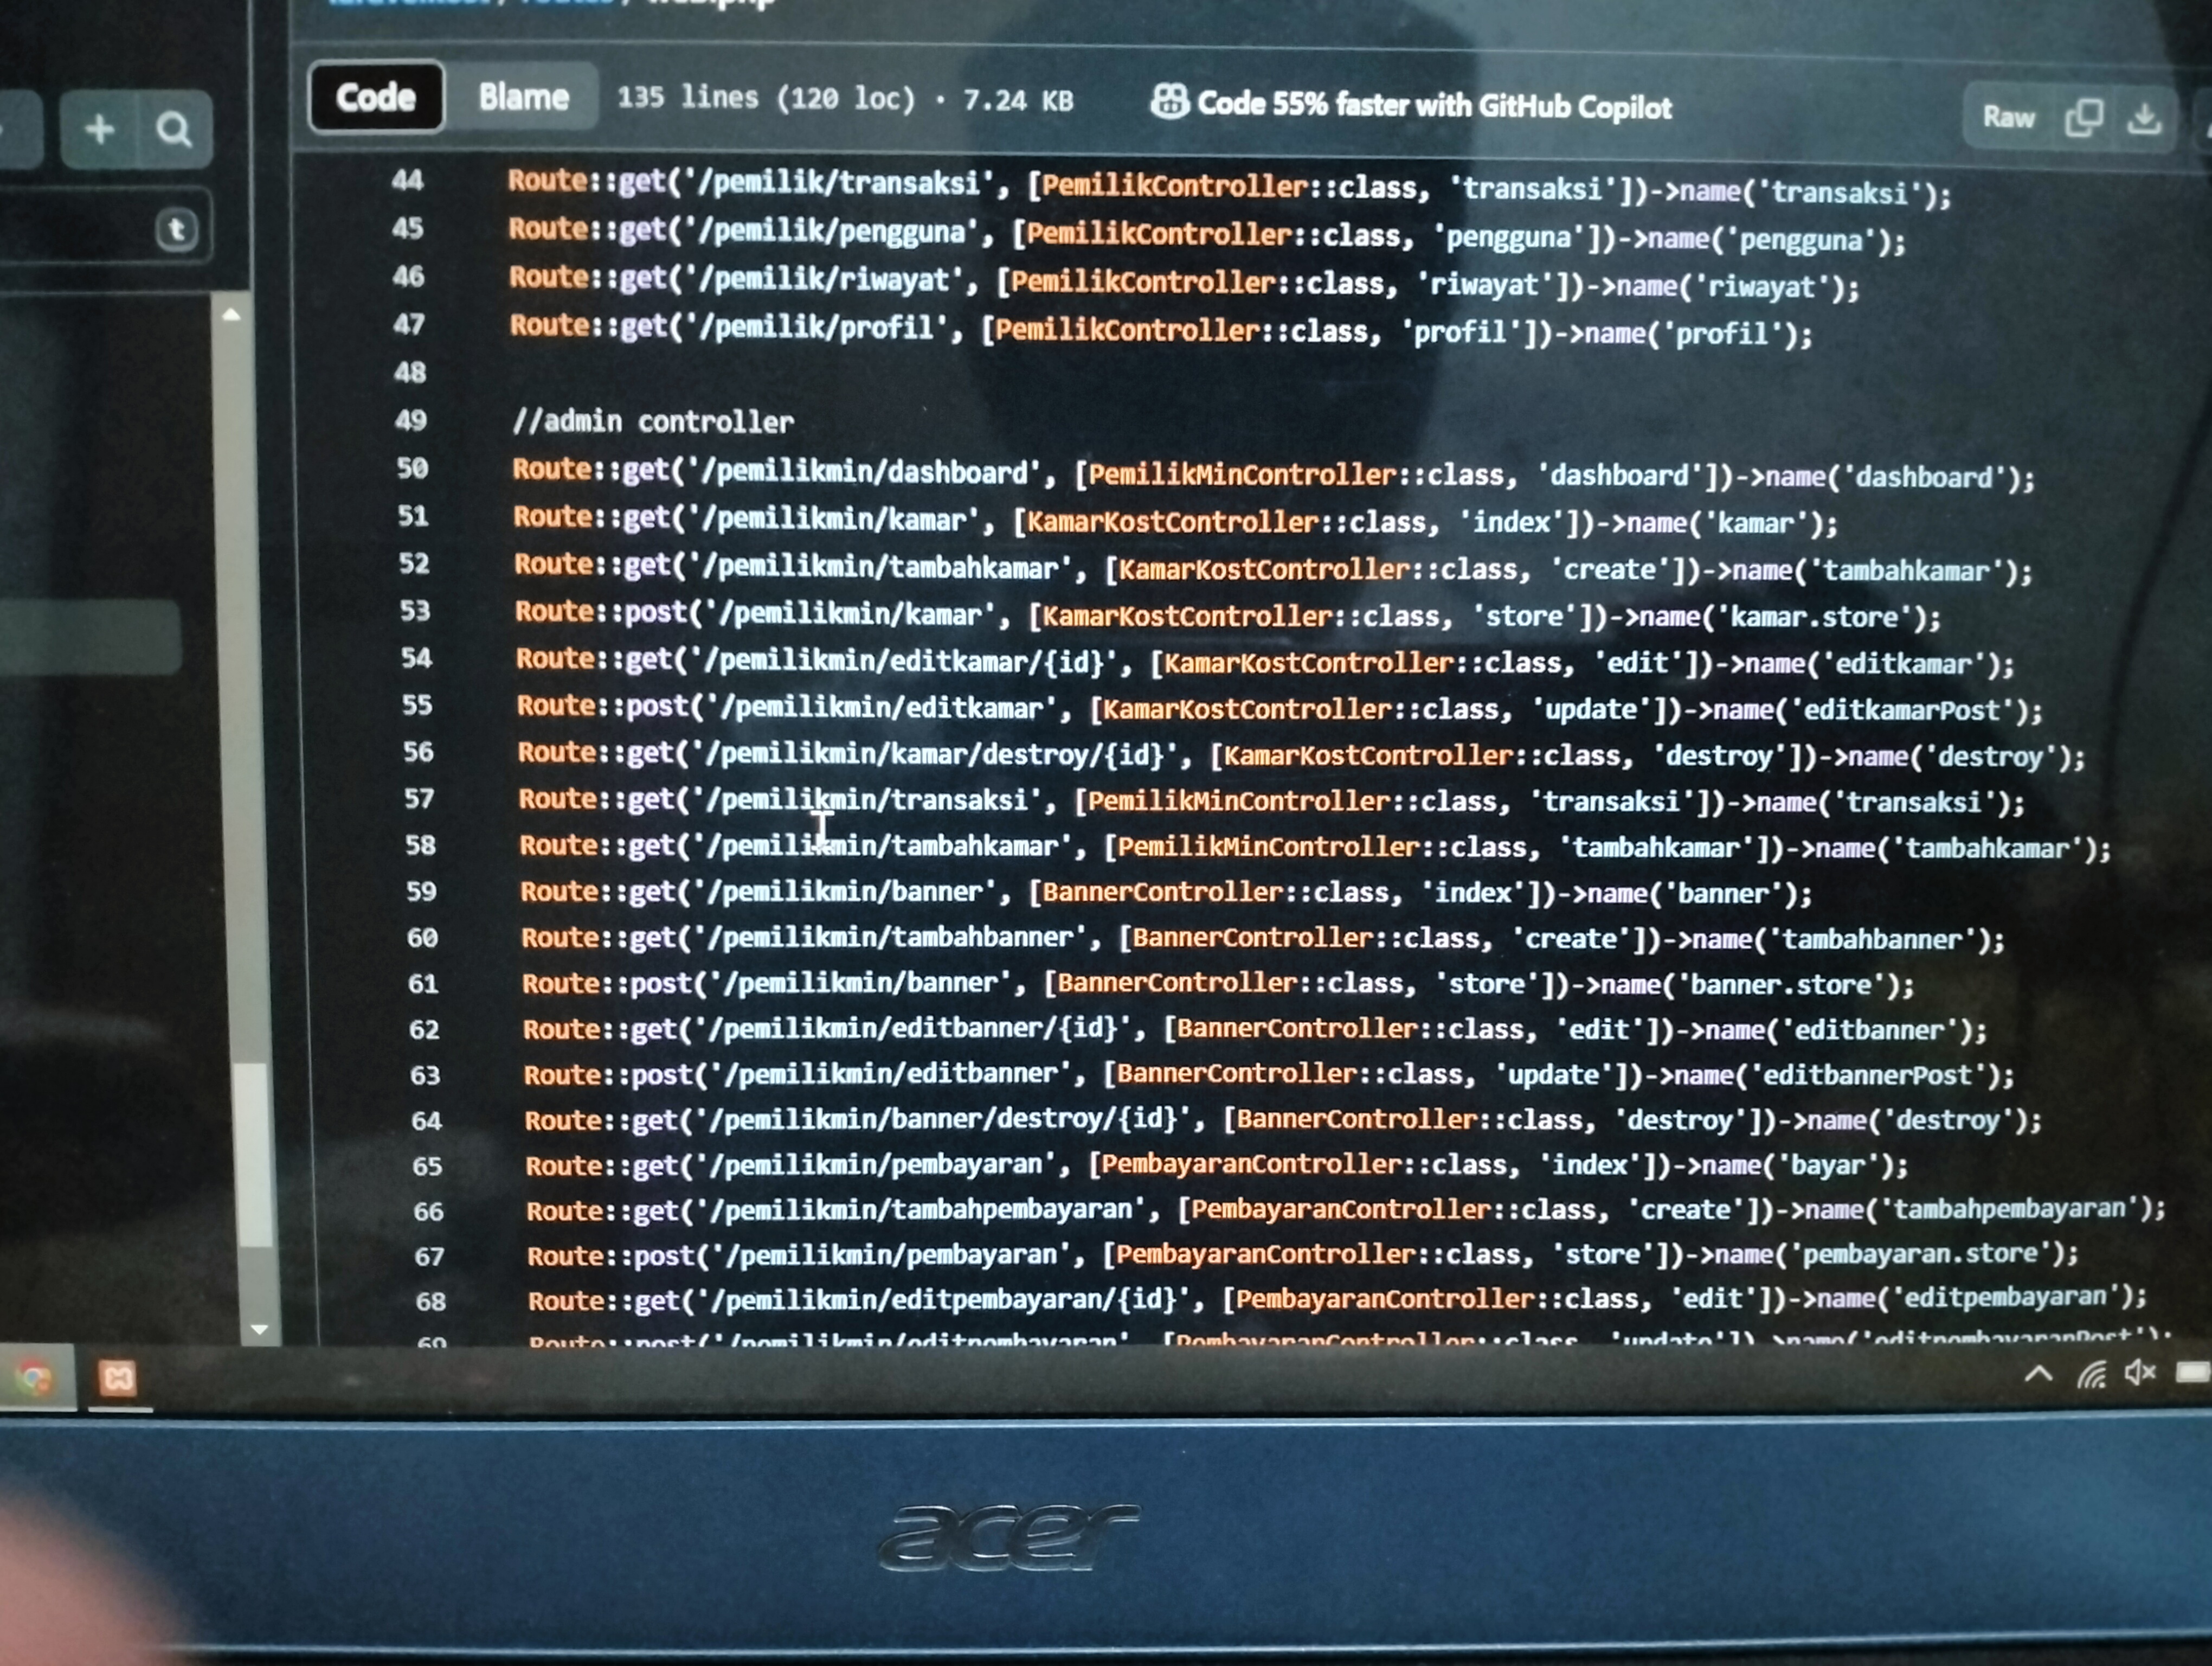 web.php
Code Blame 135 lines (120 loc) · 7.24 KB Code 55% faster with GitHub Copilot Raw
t
44 Route::get('/pemilik/transaksi', [PemilikController::class, 'transaksi'])->name('transaksi');
45 Route::get('/pemilik/pengguna', [PemilikController::class, 'pengguna'])->name('pengguna');
46 Route::get('/pemilik/riwayat', [PemilikController::class, 'riwayat'])->name('riwayat');
47 Route::get('/pemilik/profil', [PemilikController::class, 'profil'])->name('profil');
48
49 //admin controller
50 Route::get('/pemilikmin/dashboard', [PemilikMinController::class, 'dashboard'])->name('dashboard');
51 Route::get('/pemilikmin/kamar', [KamarKostController::class, 'index'])->name('kamar');
52 Route::get('/pemilikmin/tambahkamar', [KamarKostController::class, 'create'])->name('tambahkamar');
53 Route::post('/pemilikmin/kamar', [KamarKostController::class, 'store'])->name('kamar.store');
54 Route::get('/pemilikmin/editkamar/{id}', [KamarKostController::class, 'edit'])->name('editkamar');
55 Route::post('/pemilikmin/editkamar', [KamarKostController::class, 'update'])->name('editkamarPost');
56 Route::get('/pemilikmin/kamar/destroy/{id}', [KamarKostController::class, 'destroy'])->name('destroy');
57 Route::get('/pemilikmin/transaksi', [PemilikMinController::class, 'transaksi'])->name('transaksi');
58 Route::get('/pemilikmin/tambahkamar', [PemilikMinController::class, 'tambahkamar'])->name('tambahkamar');
59 Route::get('/pemilikmin/banner', [BannerController::class, 'index'])->name('banner');
60 Route::get('/pemilikmin/tambahbanner', [BannerController::class, 'create'])->name('tambahbanner');
61 Route::post('/pemilikmin/banner', [BannerController::class, 'store'])->name('banner.store');
62 Route::get('/pemilikmin/editbanner/{id}', [BannerController::class, 'edit'])->name('editbanner');
63 Route::post('/pemilikmin/editbanner', [BannerController::class, 'update'])->name('editbannerPost');
64 Route::get('/pemilikmin/banner/destroy/{id}', [BannerController::class, 'destroy'])->name('destroy');
65 Route::get('/pemilikmin/pembayaran', [PembayaranController::class, 'index'])->name('bayar');
66 Route::get('/pemilikmin/tambahpembayaran', [PembayaranController::class, 'create'])->name('tambahpembayaran');
67 Route::post('/pemilikmin/pembayaran', [PembayaranController::class, 'store'])->name('pembayaran.store');
68 Route::get('/pemilikmin/editpembayaran/{id}', [PembayaranController::class, 'edit'])->name('editpembayaran');
69 Route::post('/pemilikmin/editpembayaran', [PembayaranController::class, 'update'])->name('editpembayaranPost');
acer